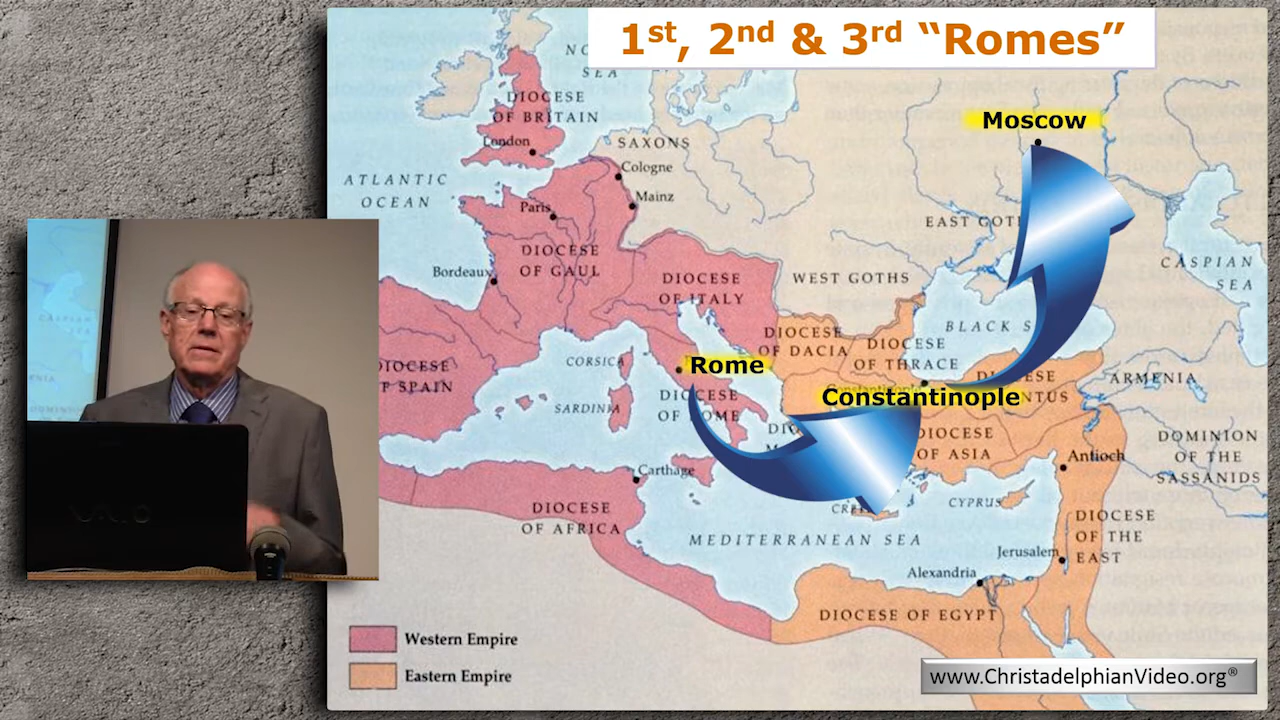 1st, 2nd & 3rd “Romes”
SEA
DIOCESE
OF BRITAIN
London
SAXONS
Cologne
Mainz
ATLANTIC
OCEAN
Paris
DIOCESE
OF GAUL
Bordeaux
DIOCESE
OF ITALY
Moscow
EAST
WEST GOTHS
CASPIAN
SEA
BLACK
DIOCESE
OF DACIA
DIOCESE
OF THRACE
CORSICA
Rome
Constantinople
ARMENIA
SPAIN
SARDINIA
DIOCESE
OF
DIOCESE
OF ASIA
DOMINION
OF THE
SASSANIDS
Antioch
Carthage
CYPRUS
DIOCESE
OF AFRICA
MEDITERRANEAN SEA
DIOCESE
OF THE
EAST
Jerusalem
Alexandria
DIOCESE OF EGYPT
Western Empire
Eastern Empire
VAIO
www.ChristadelphianVideo.org®